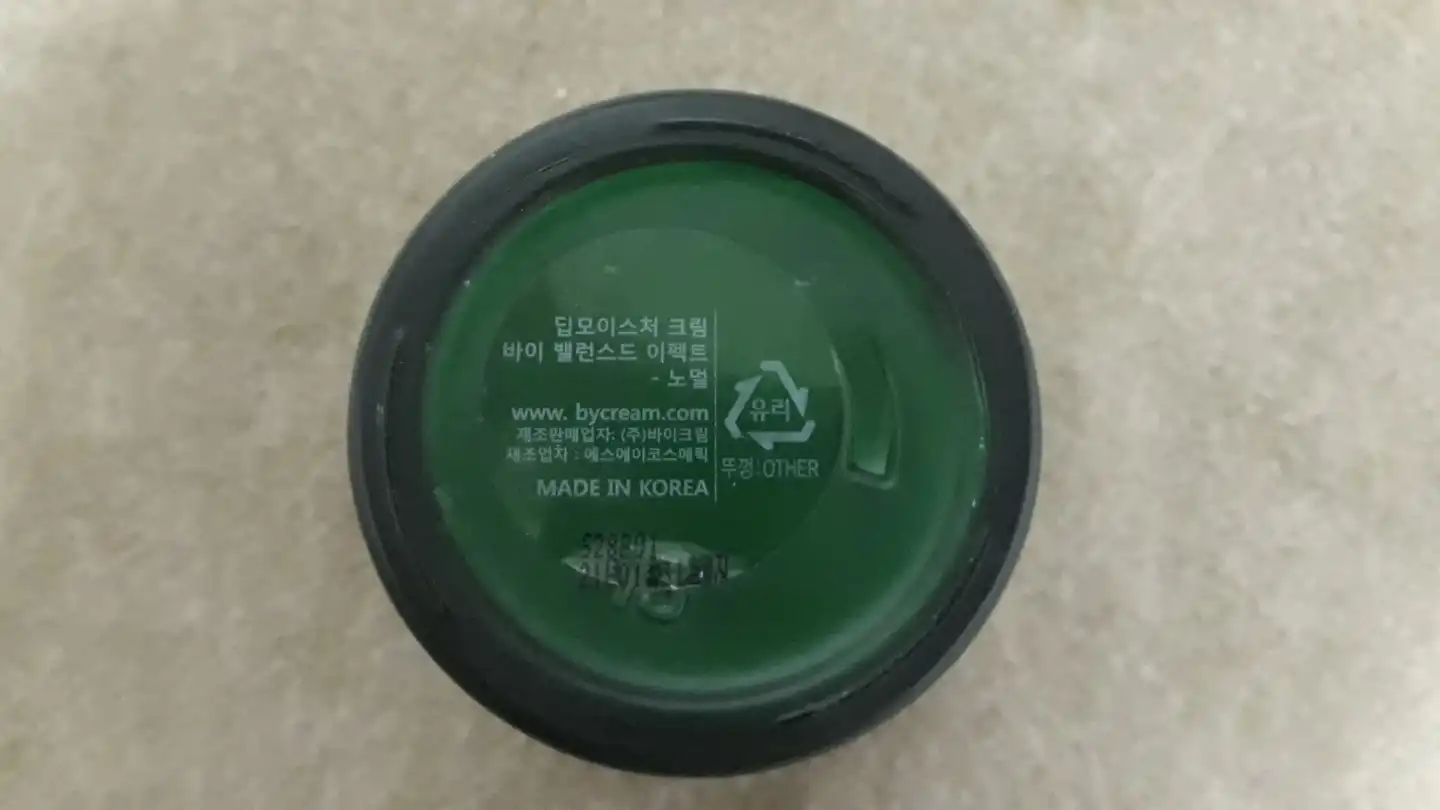 딥모이스처 크림
바이 밸런스드 이펙트
- 노멀
www. bycream.com
제조판매업자: (주)바이크림
제조업자 : 에스에이코스메틱
MADE IN KOREA
유리
뚜껑:OTHER